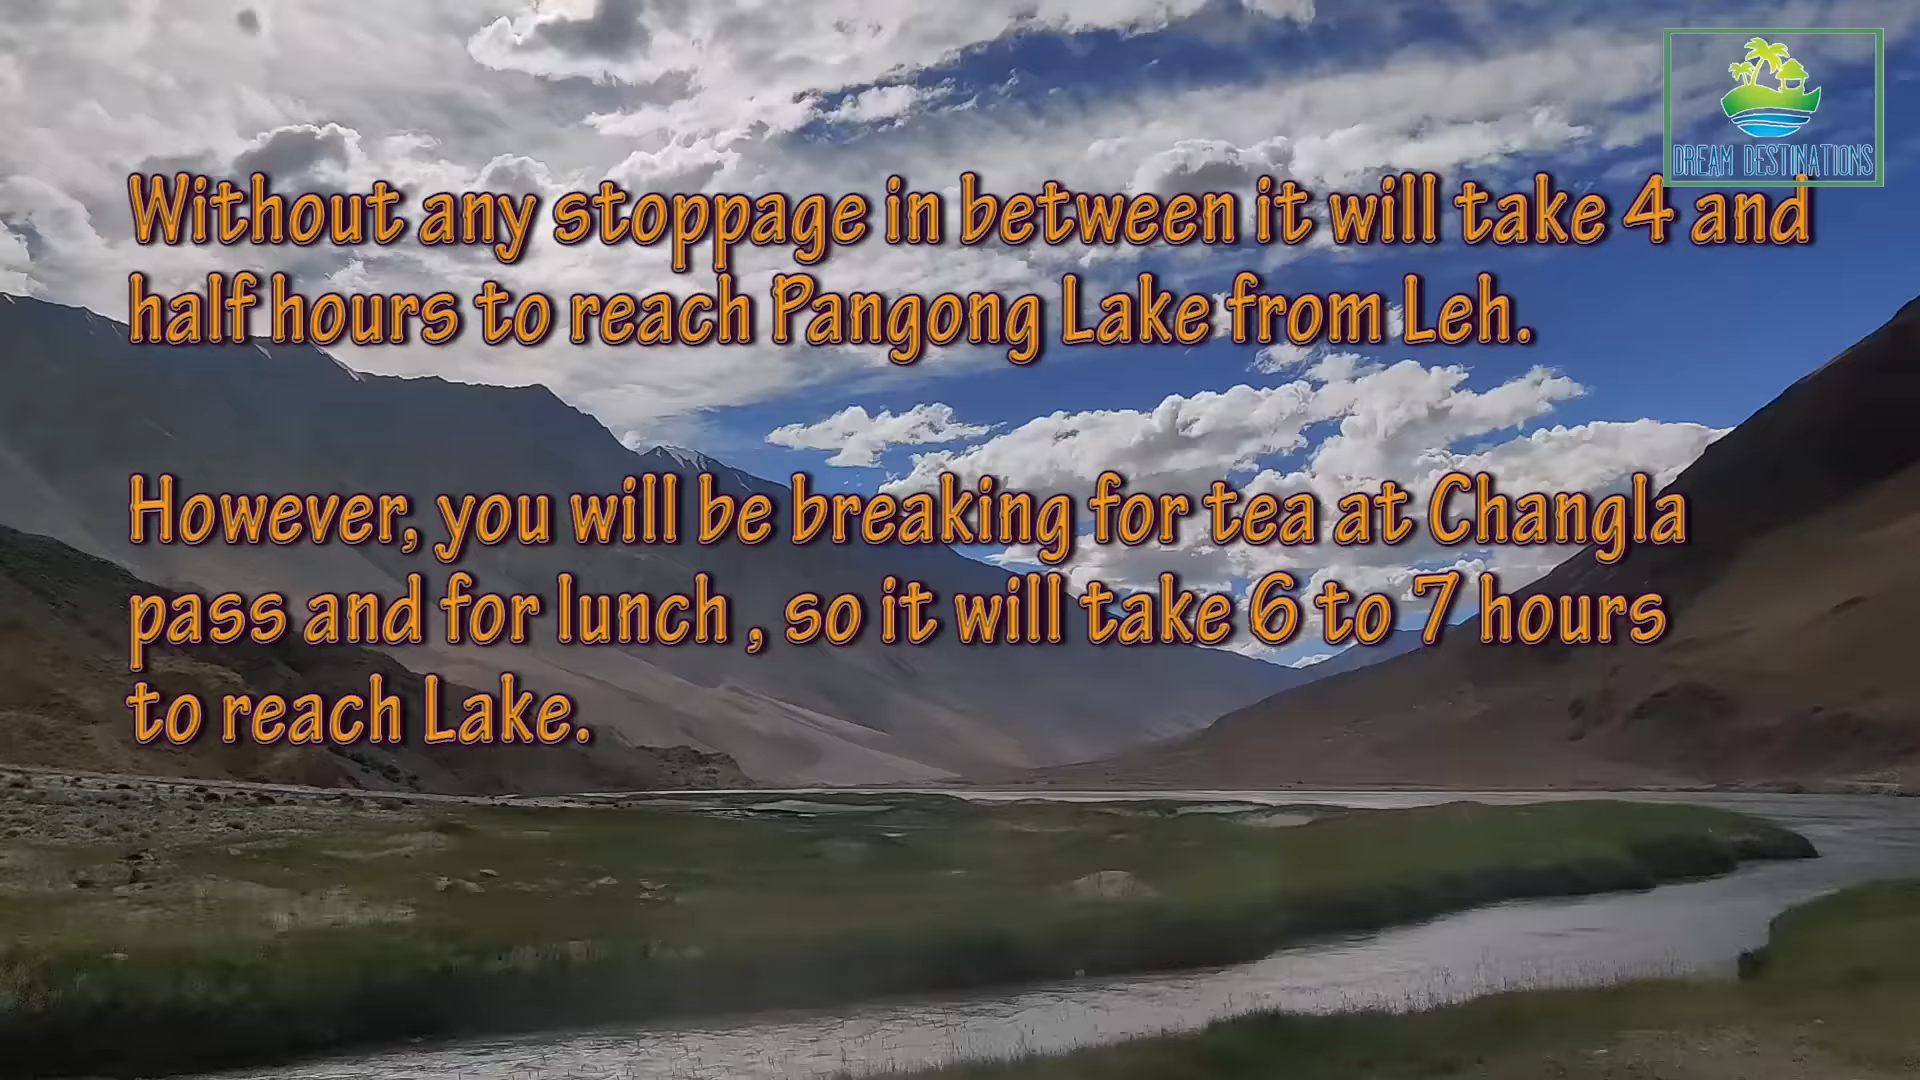 DREAM DESTINATIONS
Without any stoppage in between it will take 4 and
half hours to reach Pangong Lake from Leh.
However, you will be breaking for tea at Changla
pass and for lunch , so it will take 6 to 7 hours
to reach Lake.